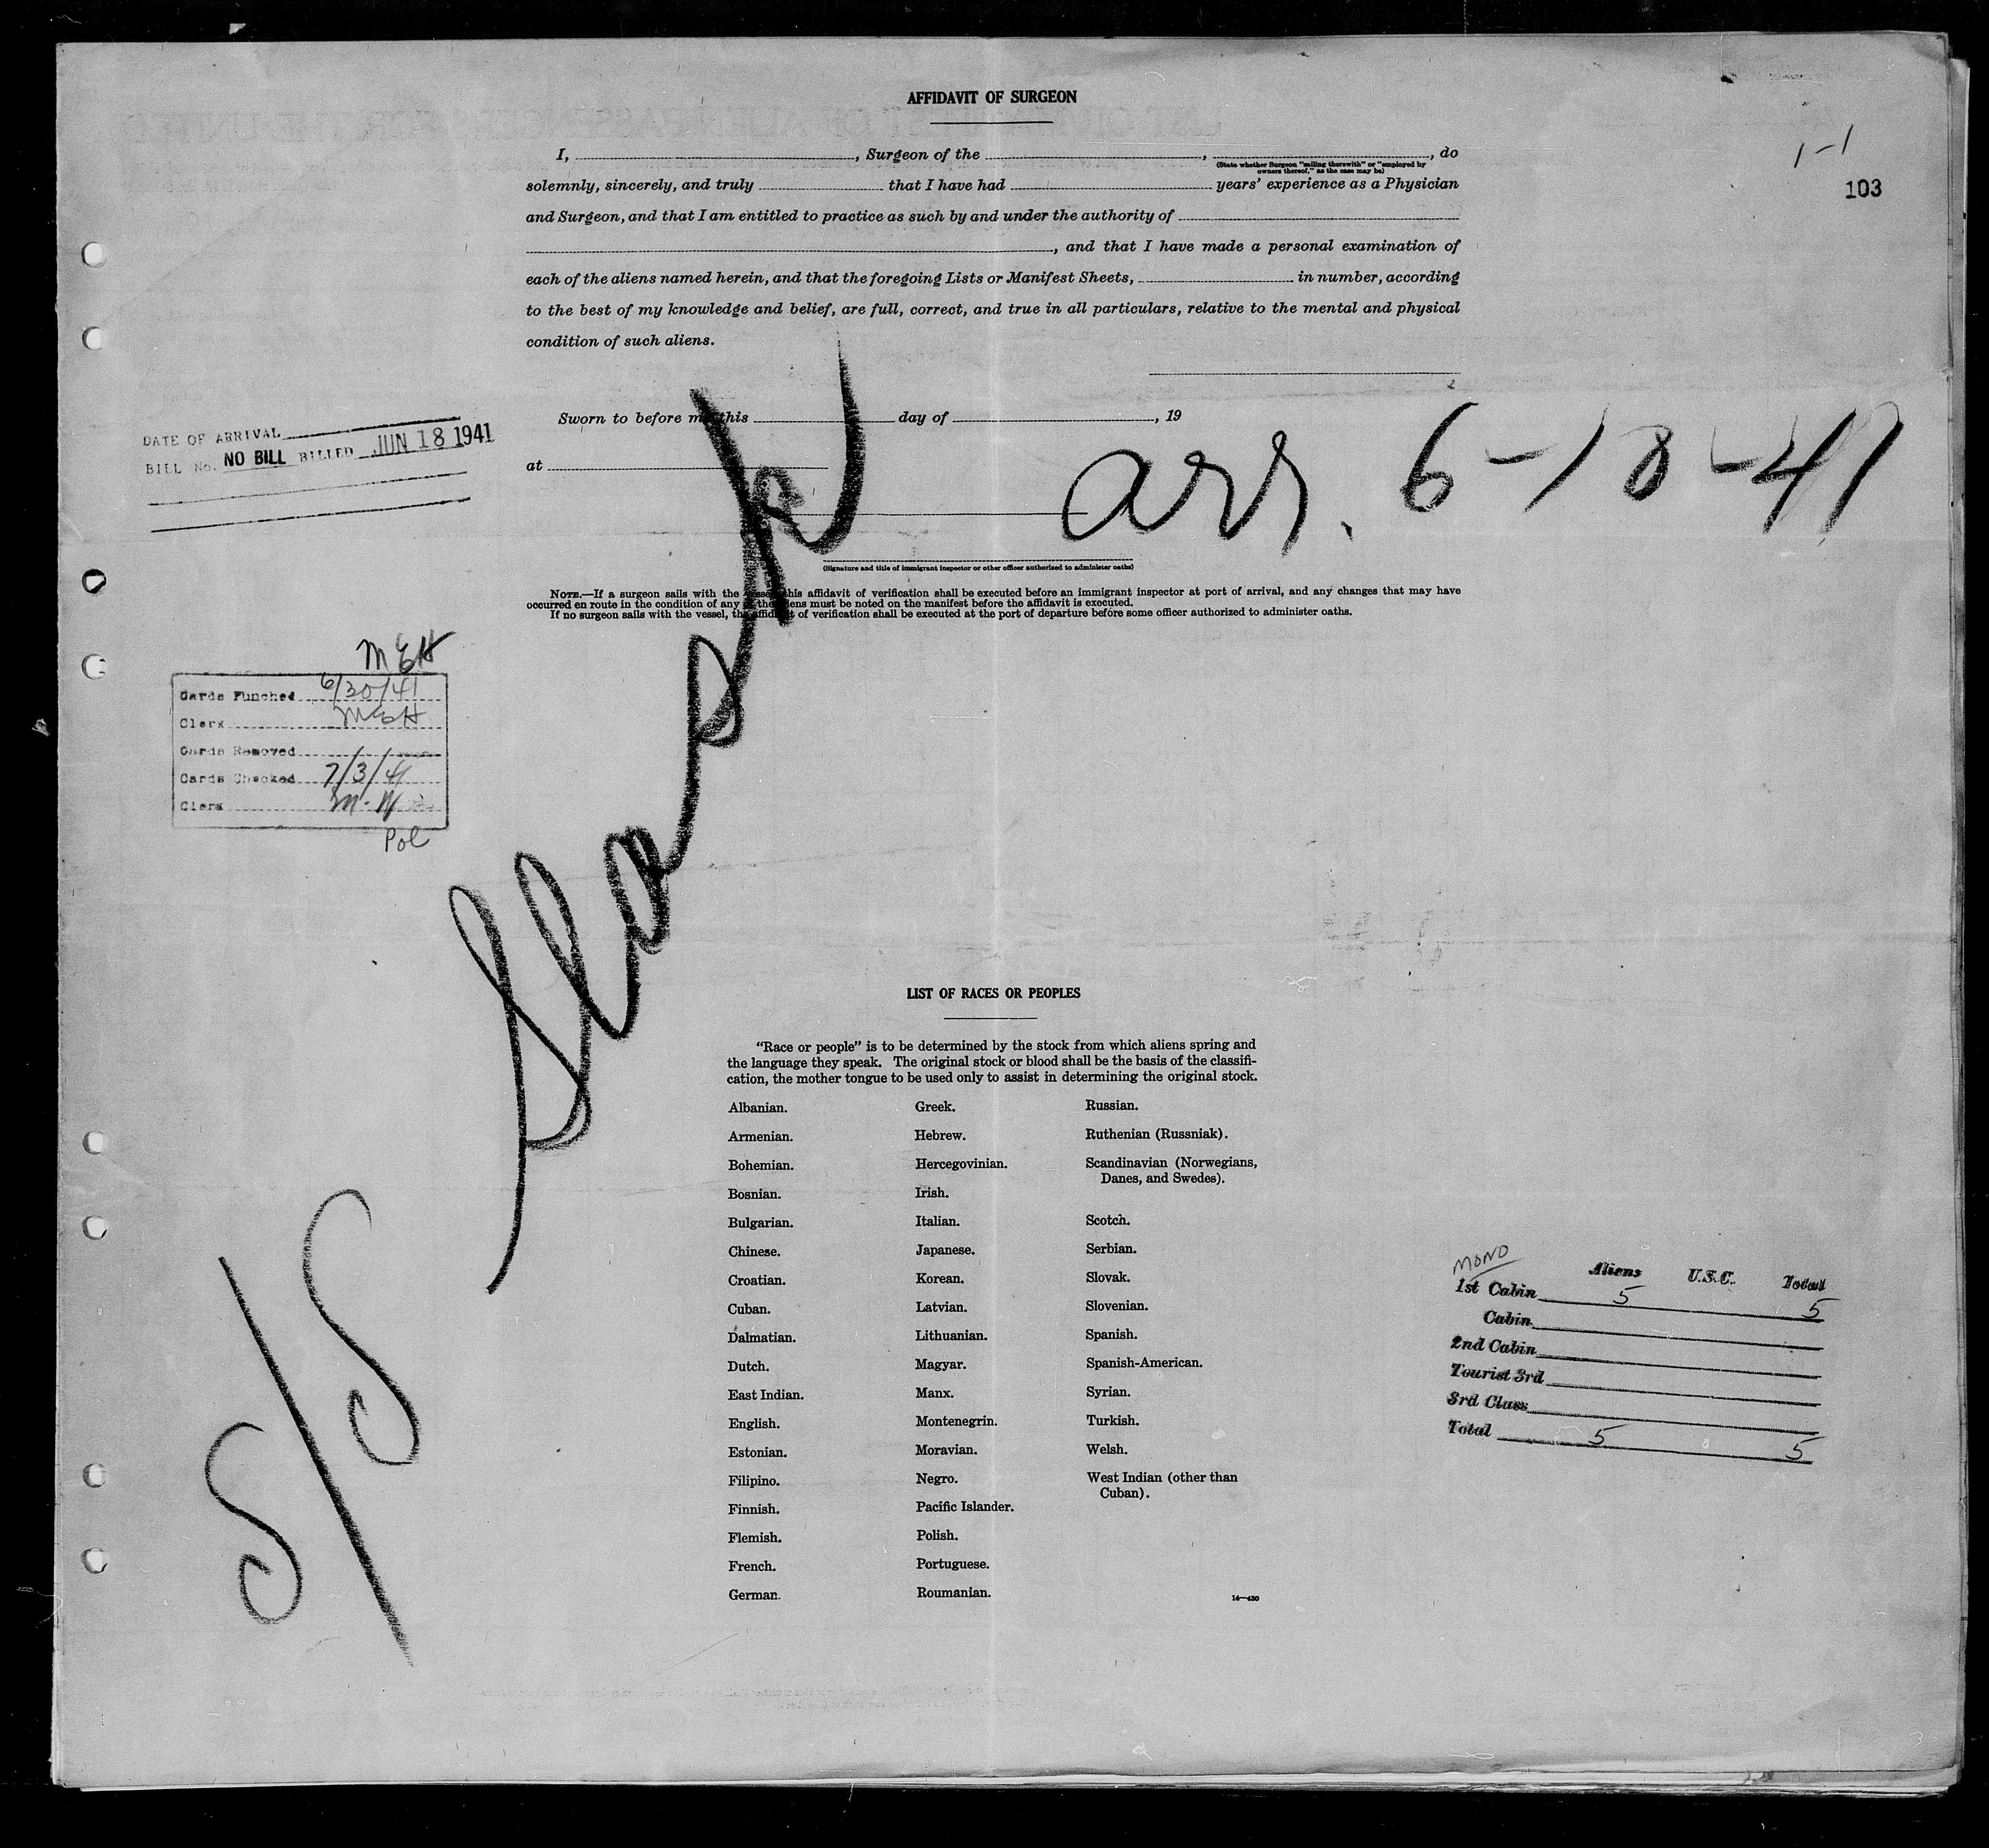 AFFIDAVIT OF SURGEON
1-1
103
I, , Surgeon of the , , do
(State whether Surgeon "sailing therewith" or "employed by
owners thereof," as the case may be)
solemnly, sincerely, and truly that I have had years' experience as a Physician
and Surgeon, and that I am entitled to practice as such by and under the authority of
, and that I have made a personal examination of
each of the aliens named herein, and that the foregoing Lists or Manifest Sheets, in number, according
to the best of my knowledge and belief, are full, correct, and true in all particulars, relative to the mental and physical
condition of such aliens.
Sworn to before me this day of , 19
at
arr. 6-18-41
DATE OF ARRIVAL
BILL No. NO BILL BILLED JUN 18 1941
(Signature and title of immigrant inspector or other officer authorized to administer oaths)
NOTE.—If a surgeon sails with the vessel, this affidavit of verification shall be executed before an immigrant inspector at port of arrival, and any changes that may have
occurred en route in the condition of any of the aliens must be noted on the manifest before the affidavit is executed.
If no surgeon sails with the vessel, the affidavit of verification shall be executed at the port of departure before some officer authorized to administer oaths.
MEH
Cards Punched 6/30/41
Clerk MEH
Cards Removed
Cards Checked 7/3/41
Clerk
Pol
S/S Slask
LIST OF RACES OR PEOPLES
"Race or people" is to be determined by the stock from which aliens spring and
the language they speak. The original stock or blood shall be the basis of the classifi-
cation, the mother tongue to be used only to assist in determining the original stock.
Albanian.
Armenian.
Bohemian.
Bosnian.
Bulgarian.
Chinese.
Croatian.
Cuban.
Dalmatian.
Dutch.
East Indian.
English.
Estonian.
Filipino.
Finnish.
Flemish.
French.
German.
Greek.
Hebrew.
Hercegovinian.
Irish.
Italian.
Japanese.
Korean.
Latvian.
Lithuanian.
Magyar.
Manx.
Montenegrin.
Moravian.
Negro.
Pacific Islander.
Polish.
Portuguese.
Roumanian.
Russian.
Ruthenian (Russniak).
Scandinavian (Norwegians,
Danes, and Swedes).
Scotch.
Serbian.
Slovak.
Slovenian.
Spanish.
Spanish-American.
Syrian.
Turkish.
Welsh.
West Indian (other than
Cuban).
14—430
MONO
Aliens U.S.C. Total
1st Cabin 5 5
Cabin
2nd Cabin
Tourist 3rd
3rd Class
Total 5 5